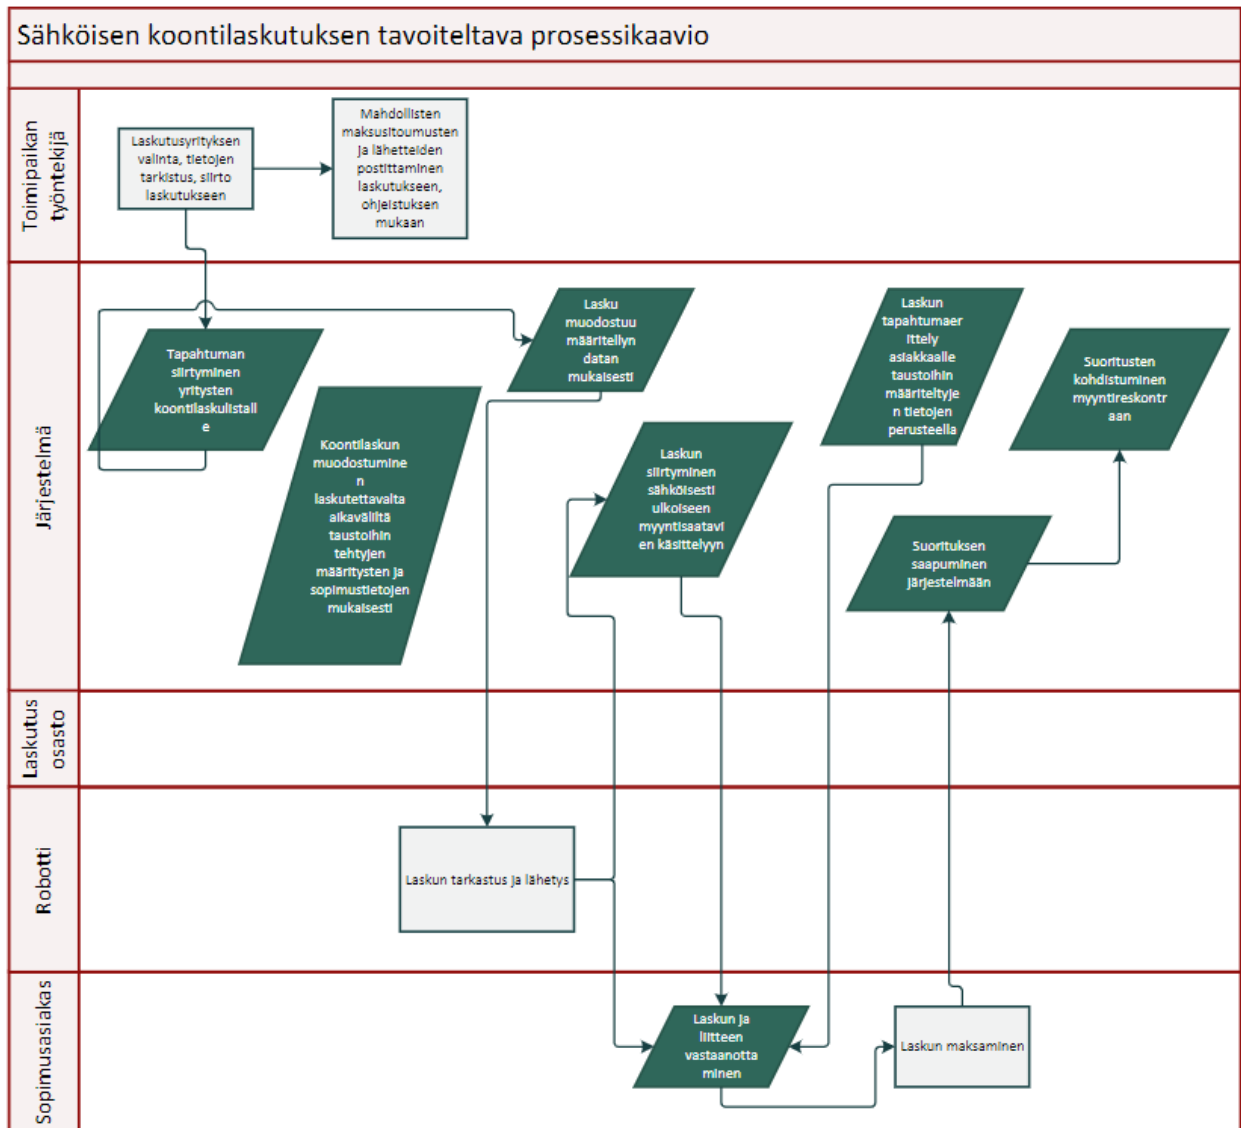 Sähköisen koontilaskutuksen tavoiteltava prosessikaavio
Toimipaikan
työntekijä
Laskutusyrityksen
valinta, tietojen
tarkistus, siirto
laskutukseen
Mahdollisten
maksusitoumusten
ja lähetteiden
postittaminen
laskutukseen,
ohjeistuksen
mukaan
Järjestelmä
Tapahtuman
siirtyminen
yritysten
koontilaskulistall
e
Koontilaskun
muodostumine
n
laskutettavalta
aikaväliltä
taustoihin
tehtyjen
määritysten ja
sopimustietojen
mukaisesti
Lasku
muodostuu
määritellyn
datan
mukaisesti
Laskun
siirtyminen
sähköisesti
ulkoiseen
myyntisaatavi
en käsittelyyn
Laskun
tapahtumaer
ittely
asiakkaalle
taustoihin
määriteltyje
n tietojen
perusteella
Suorituksen
saapuminen
järjestelmään
Suoritusten
kohdistuminen
myyntireskontr
aan
Laskutus
osasto
Robotti
Laskun tarkastus ja lähetys
Sopimusasiakas
Laskun ja
liitteen
vastaanotta
minen
Laskun maksaminen